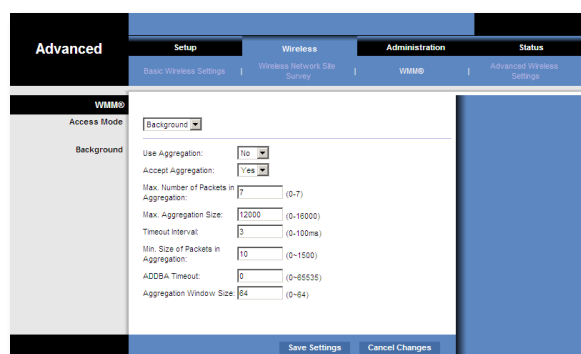 Advanced
Setup
Wireless
Administration
Status
Basic Wireless Settings | Wireless Network Site Survey | WMM® | Advanced Wireless Settings
WMM®
Access Mode
Background
Background
Use Aggregation: No
Accept Aggregation: Yes
Max. Number of Packets in Aggregation: 7 (0-7)
Max. Aggregation Size: 12000 (0-16000)
Timeout Interval: 3 (0-100ms)
Min. Size of Packets in Aggregation: 10 (0~1500)
ADDBA Timeout: 0 (0~65535)
Aggregation Window Size: 64 (0~64)
Save Settings
Cancel Changes